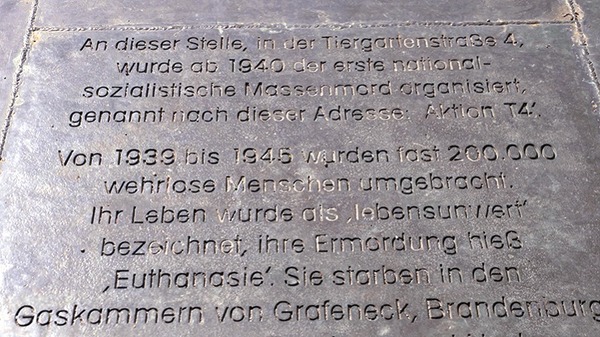 An dieser Stelle, in der Tiergartenstraße 4,
wurde ab 1940 der erste national-
sozialistische Massenmord organisiert,
genannt nach dieser Adresse: ‚Aktion T4‘.
Von 1939 bis 1945 wurden fast 200.000
wehrlose Menschen umgebracht.
Ihr Leben wurde als ‚lebensunwert‘
bezeichnet, ihre Ermordung hieß
‚Euthanasie‘. Sie starben in den
Gaskammern von Grafeneck, Brandenburg